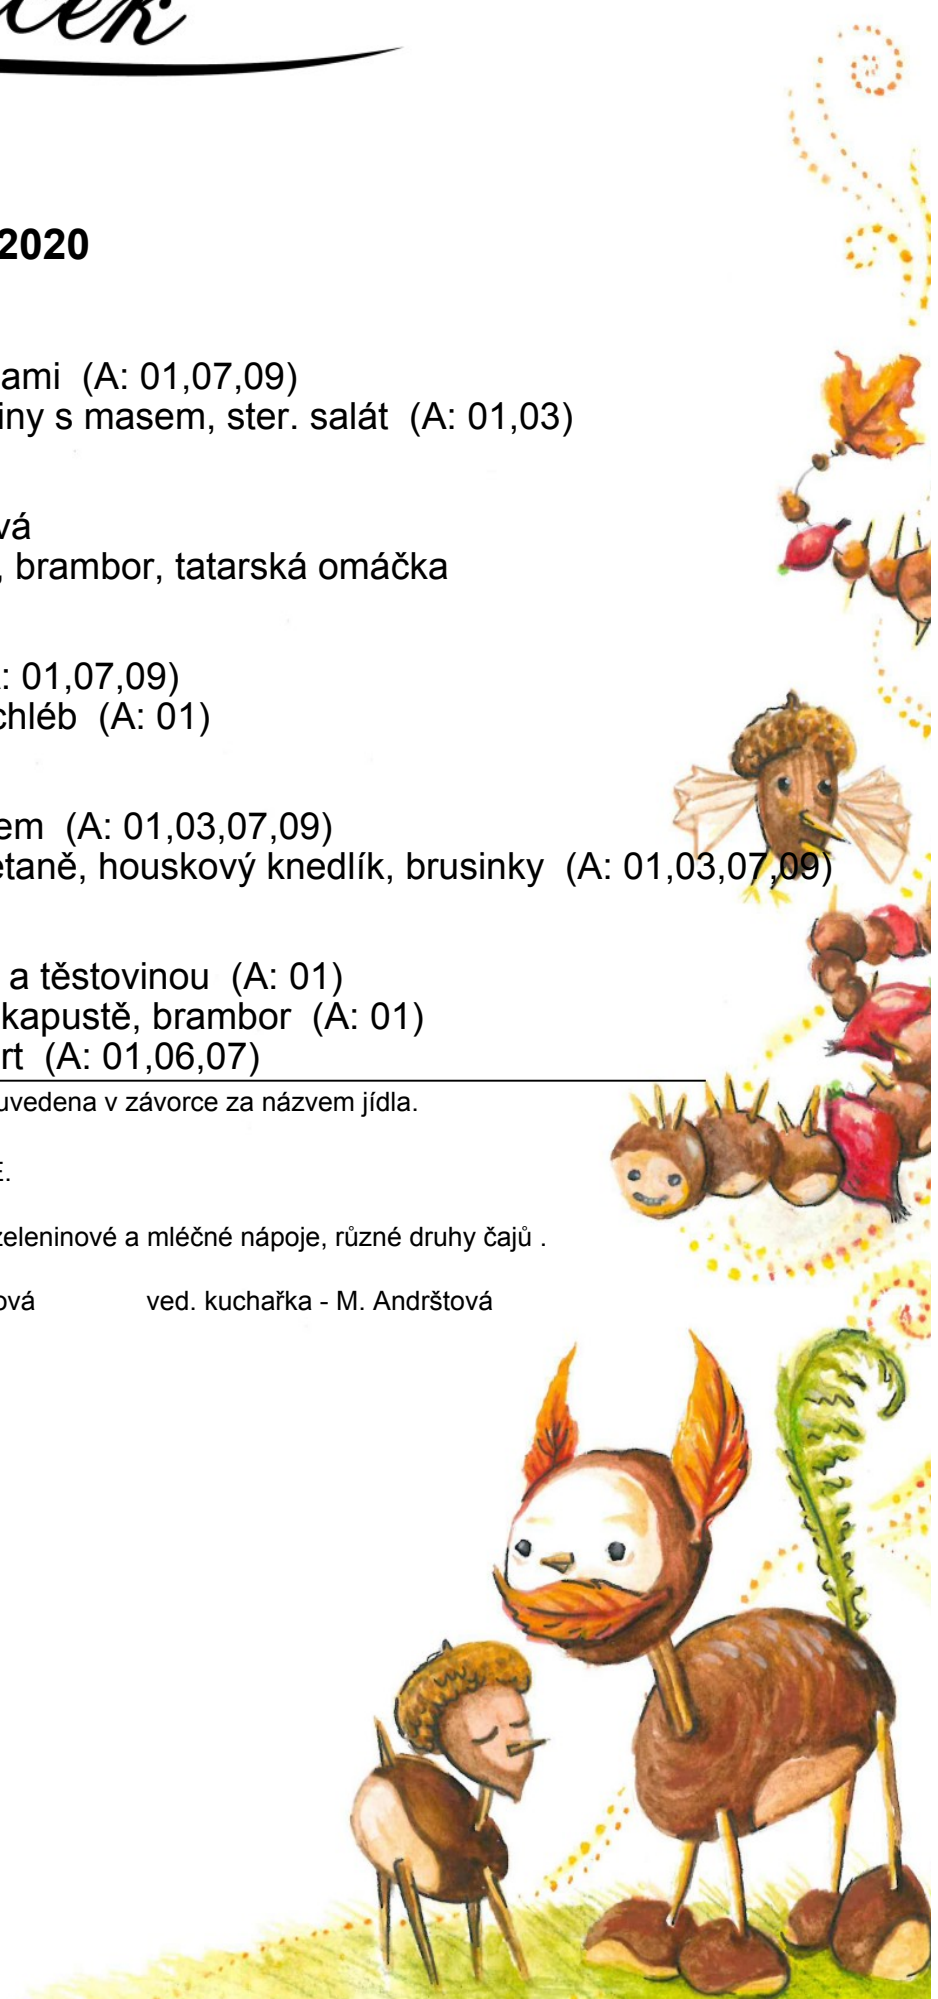 ček
2020
ami (A: 01,07,09)
iny s masem, ster. salát (A: 01,03)
vá
, brambor, tatarská omáčka
: 01,07,09)
chléb (A: 01)
em (A: 01,03,07,09)
etaně, houskový knedlík, brusinky (A: 01,03,07,09)
a těstovinou (A: 01)
kapustě, brambor (A: 01)
rt (A: 01,06,07)
uvedena v závorce za názvem jídla.
E.
zeleninové a mléčné nápoje, různé druhy čajů .
ová ved. kuchařka - M. Andrštová